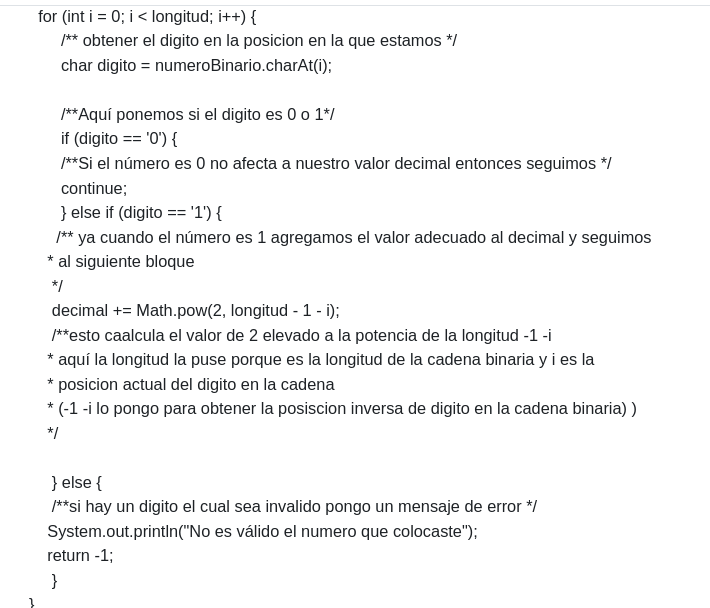 for (int i = 0; i < longitud; i++) {
/** obtener el digito en la posicion en la que estamos */
char digito = numeroBinario.charAt(i);
/**Aquí ponemos si el digito es 0 o 1*/
if (digito == '0') {
/**Si el número es 0 no afecta a nuestro valor decimal entonces seguimos */
continue;
} else if (digito == '1') {
/** ya cuando el número es 1 agregamos el valor adecuado al decimal y seguimos
* al siguiente bloque
*/
decimal += Math.pow(2, longitud - 1 - i);
/**esto caalcula el valor de 2 elevado a la potencia de la longitud -1 -i
* aquí la longitud la puse porque es la longitud de la cadena binaria y i es la
* posicion actual del digito en la cadena
* (-1 -i lo pongo para obtener la posiscion inversa de digito en la cadena binaria) )
*/
} else {
/**si hay un digito el cual sea invalido pongo un mensaje de error */
System.out.println("No es válido el numero que colocaste");
return -1;
}
}